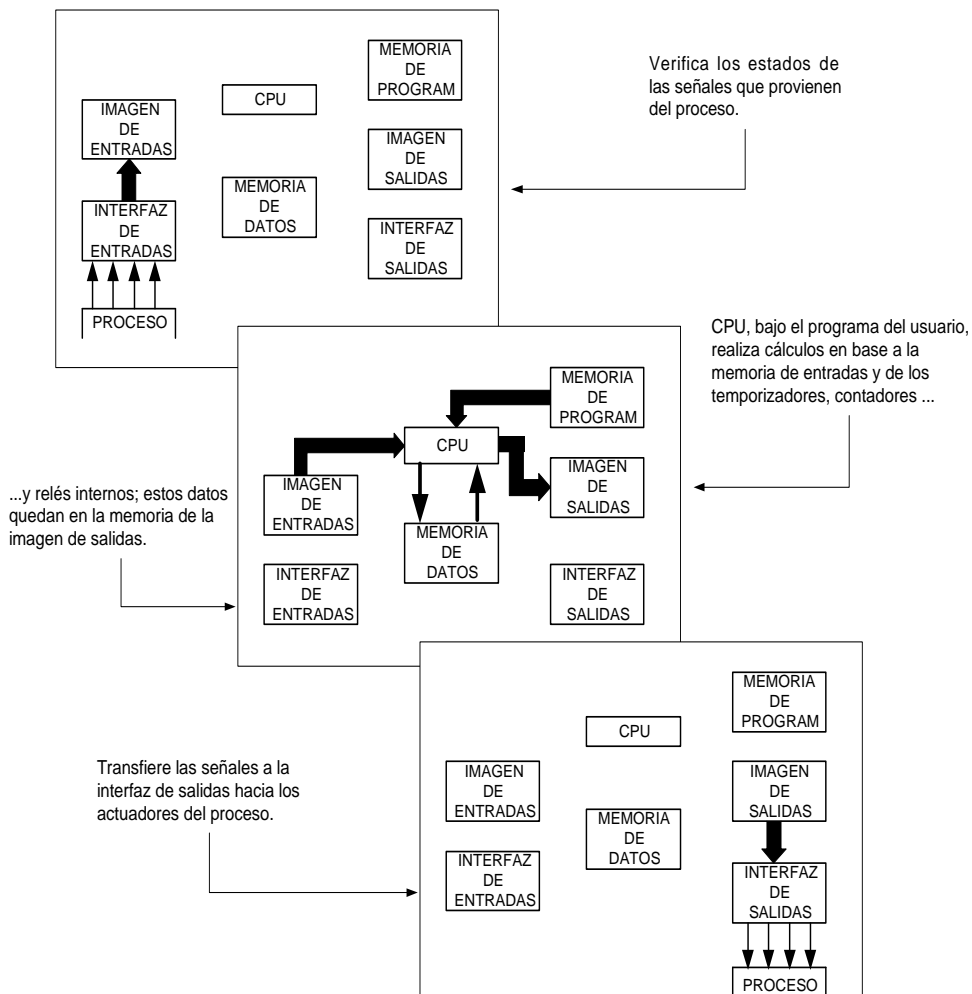 MEMORIA
DE
PROGRAM
CPU
IMAGEN
DE
ENTRADAS
IMAGEN
DE
SALIDAS
MEMORIA
DE
DATOS
INTERFAZ
DE
ENTRADAS
INTERFAZ
DE
SALIDAS
PROCESO
Verifica los estados de
las señales que provienen
del proceso.
CPU, bajo el programa del usuario,
realiza cálculos en base a la
memoria de entradas y de los
temporizadores, contadores ...
MEMORIA
DE
PROGRAM
CPU
IMAGEN
DE
ENTRADAS
IMAGEN
DE
SALIDAS
MEMORIA
DE
DATOS
INTERFAZ
DE
ENTRADAS
INTERFAZ
DE
SALIDAS
...y relés internos; estos datos
quedan en la memoria de la
imagen de salidas.
MEMORIA
DE
PROGRAM
CPU
IMAGEN
DE
ENTRADAS
IMAGEN
DE
SALIDAS
MEMORIA
DE
DATOS
INTERFAZ
DE
ENTRADAS
INTERFAZ
DE
SALIDAS
PROCESO
Transfiere las señales a la
interfaz de salidas hacia los
actuadores del proceso.